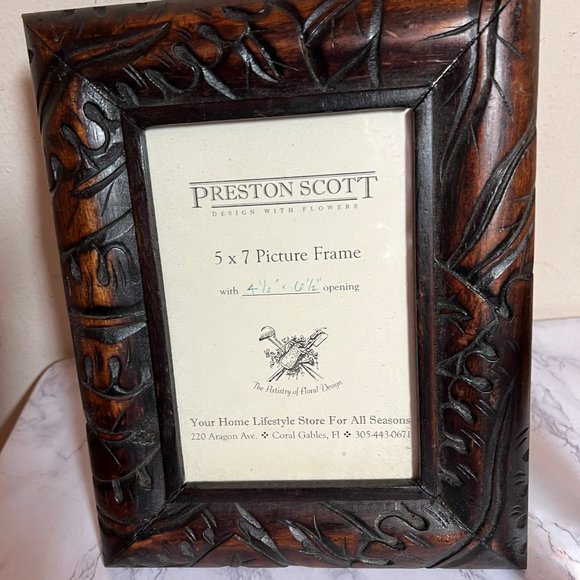 PRESTON SCOTT
DESIGN WITH FLOWERS
5 x 7 Picture Frame
with 4½" x 6½" opening
The Artistry of Floral Design
Your Home Lifestyle Store For All Seasons
220 Aragon Ave. ❖ Coral Gables, Fl ❖ 305-443-0671